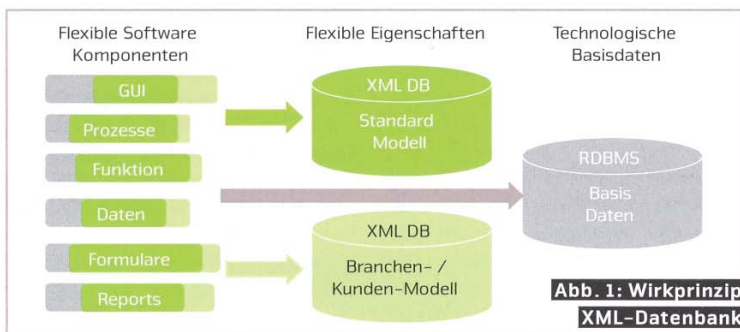 Flexible Software
Komponenten
Flexible Eigenschaften
Technologische
Basisdaten
GUI
Prozesse
Funktion
Daten
Formulare
Reports
XML DB
Standard
Modell
XML DB
Branchen- /
Kunden-Modell
RDBMS
Basis
Daten
Abb. 1: Wirkprinzip
XML-Datenbank